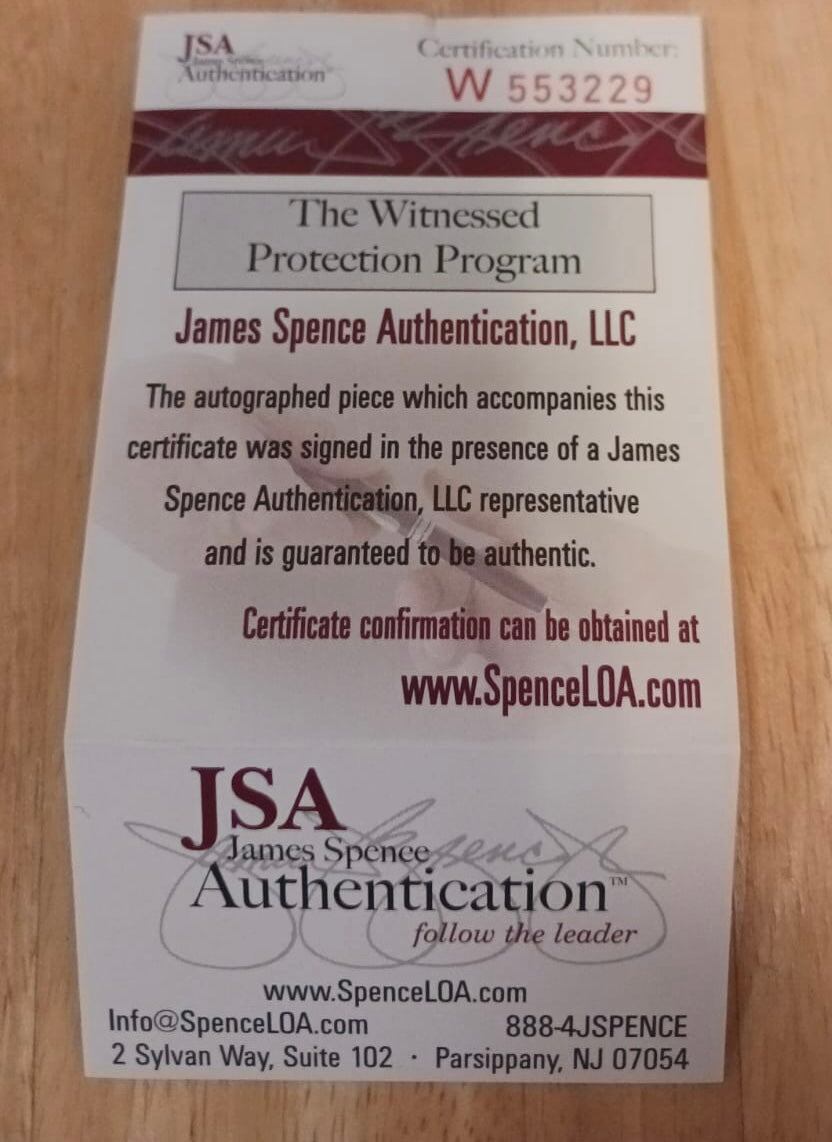 JSA
James Spence
Authentication
Certification Number:
W 553229
The Witnessed
Protection Program
James Spence Authentication, LLC
The autographed piece which accompanies this
certificate was signed in the presence of a James
Spence Authentication, LLC representative
and is guaranteed to be authentic.
Certificate confirmation can be obtained at
www.SpenceLOA.com
JSA
James Spence
Authentication™
follow the leader
www.SpenceLOA.com
Info@SpenceLOA.com 888-4JSPENCE
2 Sylvan Way, Suite 102 · Parsippany, NJ 07054